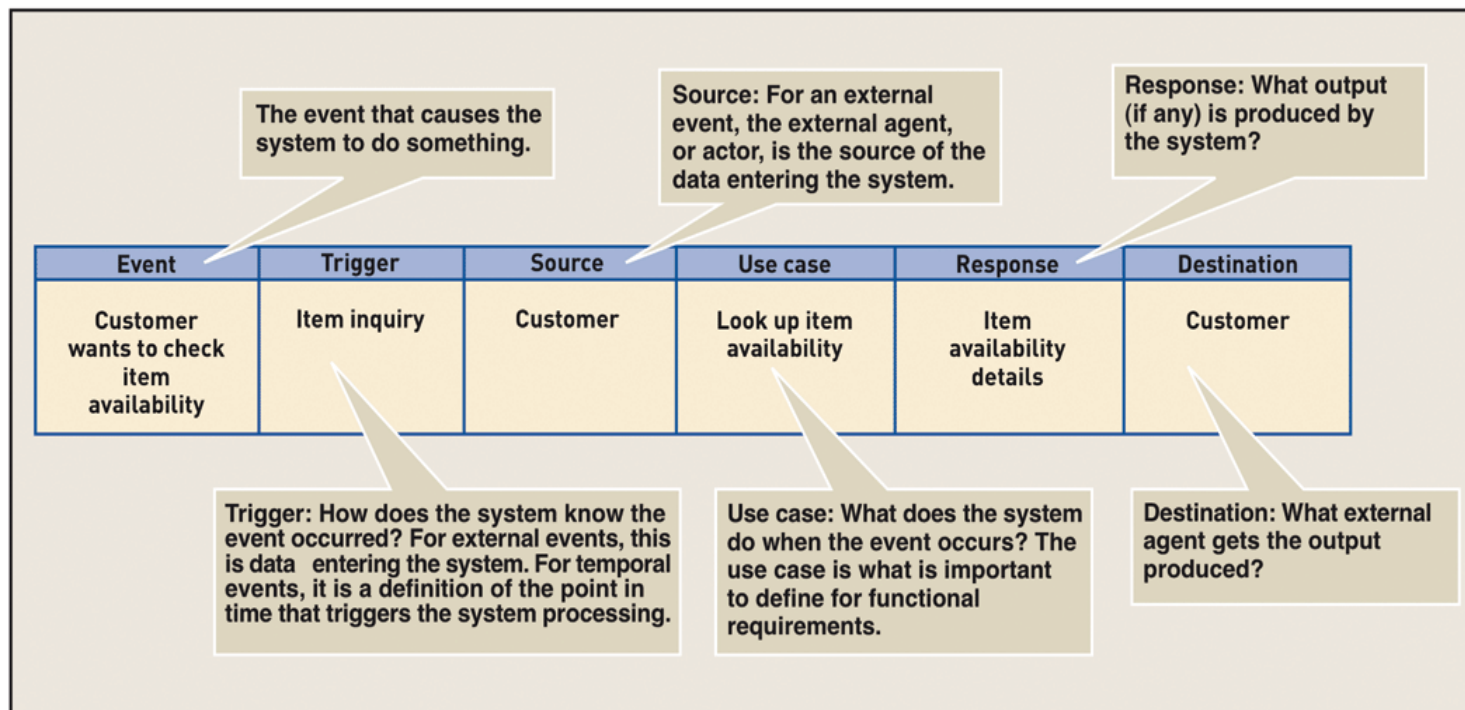 The event that causes the
system to do something.
Source: For an external
event, the external agent,
or actor, is the source of the
data entering the system.
Response: What output
(if any) is produced by
the system?
Event
Trigger
Source
Use case
Response
Destination
Customer
wants to check
item
availability
Item inquiry
Customer
Look up item
availability
Item
availability
details
Customer
Trigger: How does the system know the
event occurred? For external events, this
is data entering the system. For temporal
events, it is a definition of the point in
time that triggers the system processing.
Use case: What does the system
do when the event occurs? The
use case is what is important
to define for functional
requirements.
Destination: What external
agent gets the output
produced?